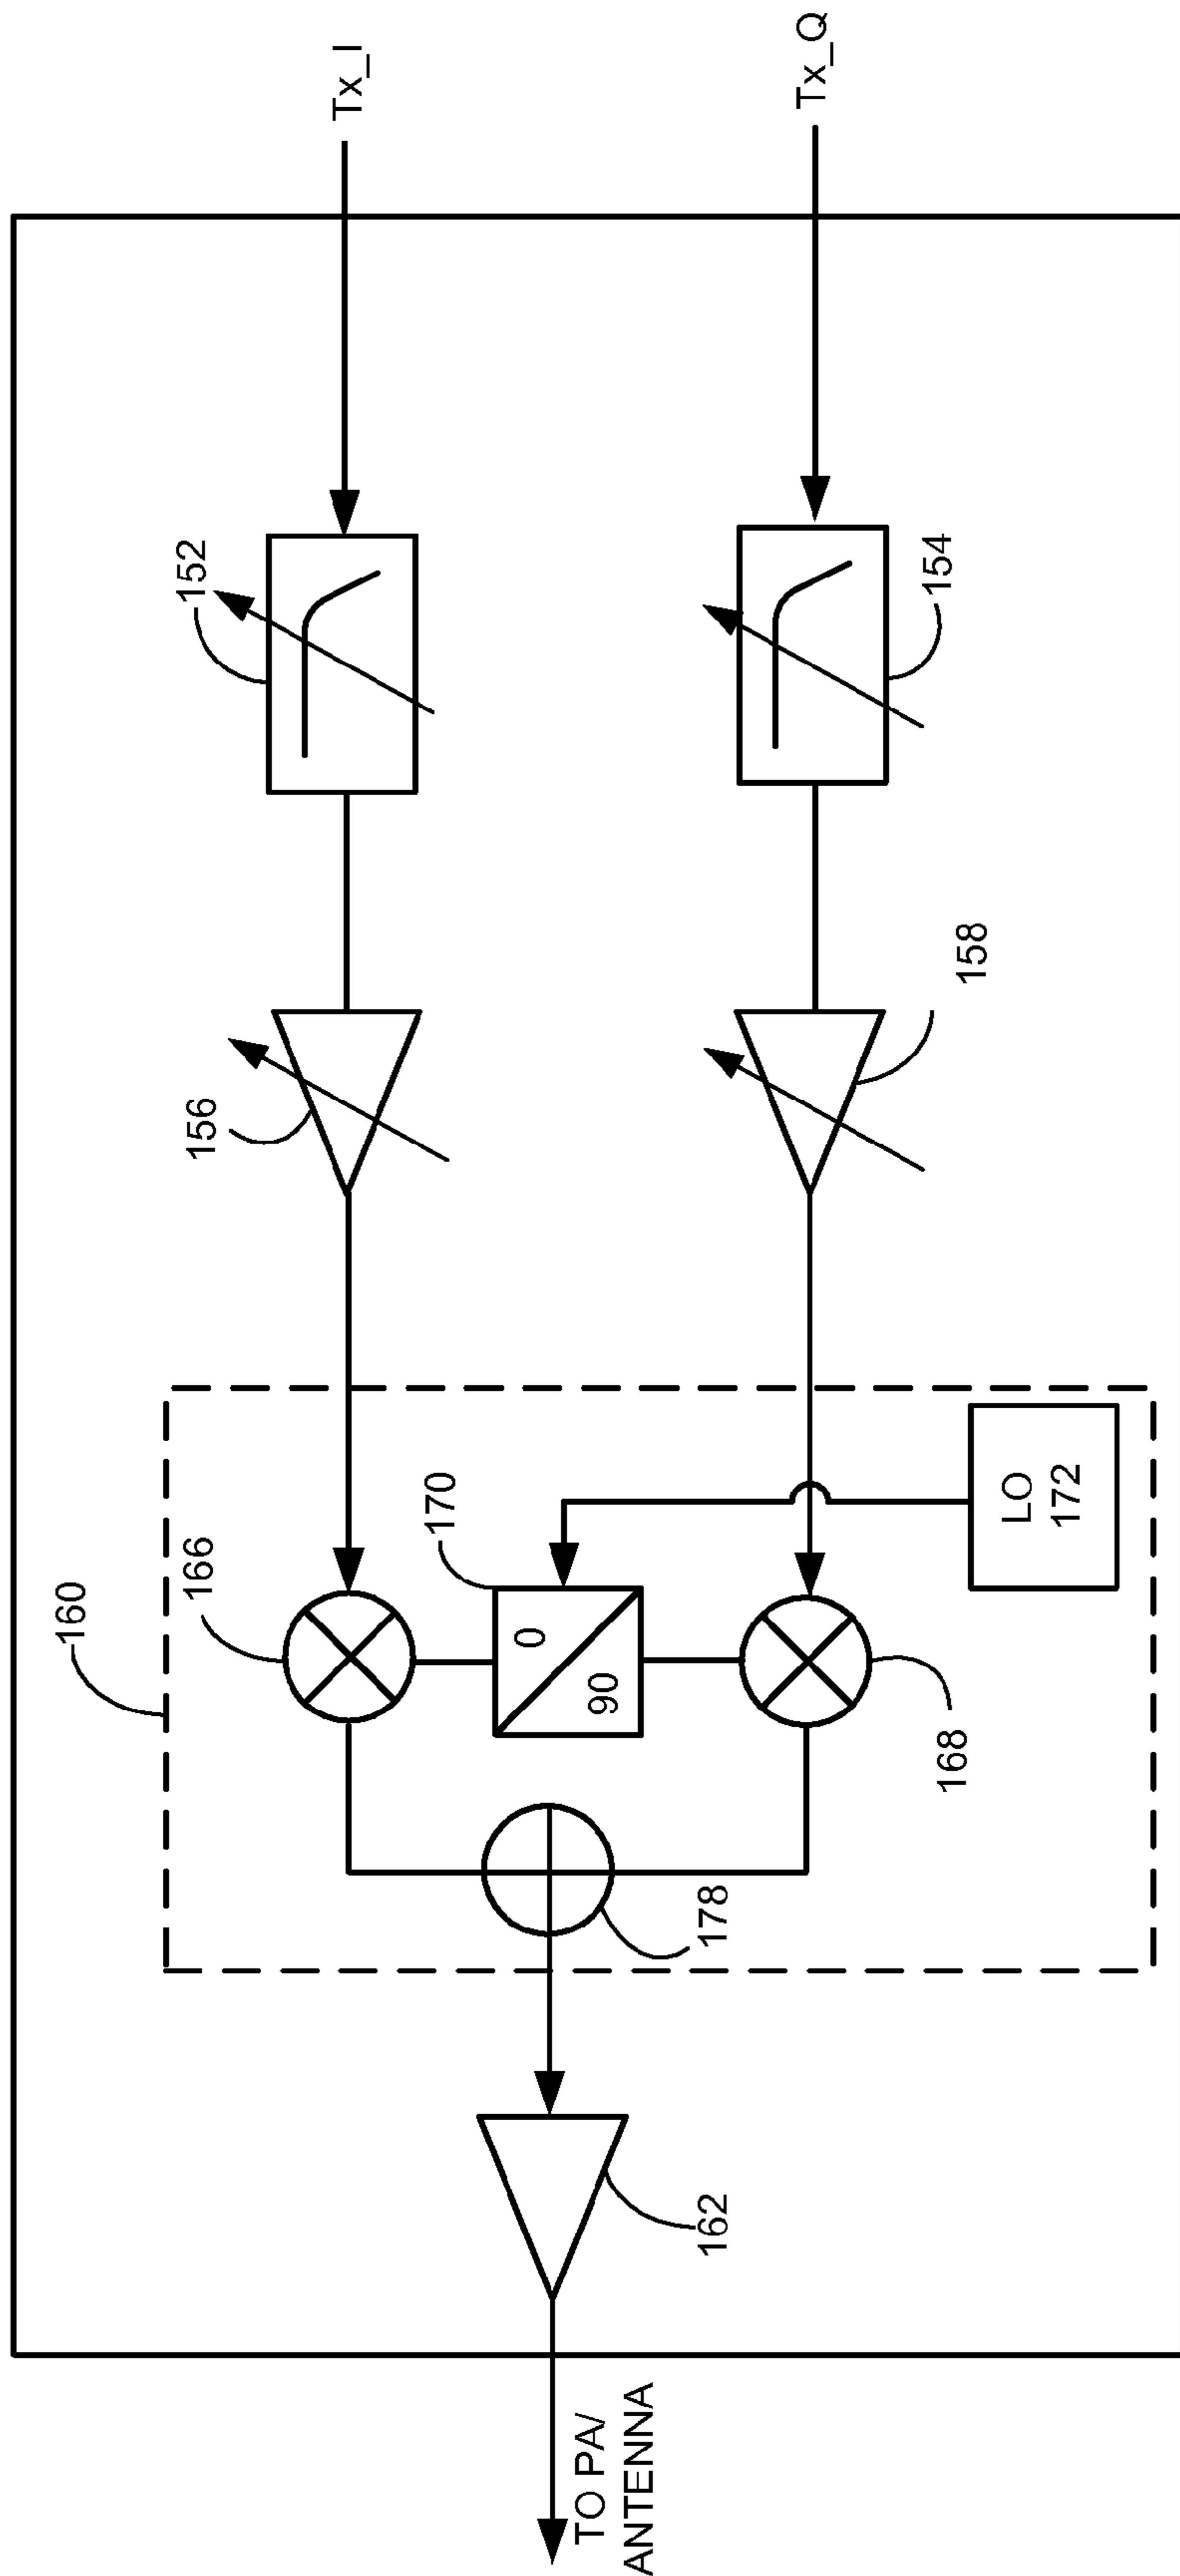 160
166
156
152
Tx_I
170
0
90
TO PA/
ANTENNA
162
178
168
LO
172
158
154
Tx_Q